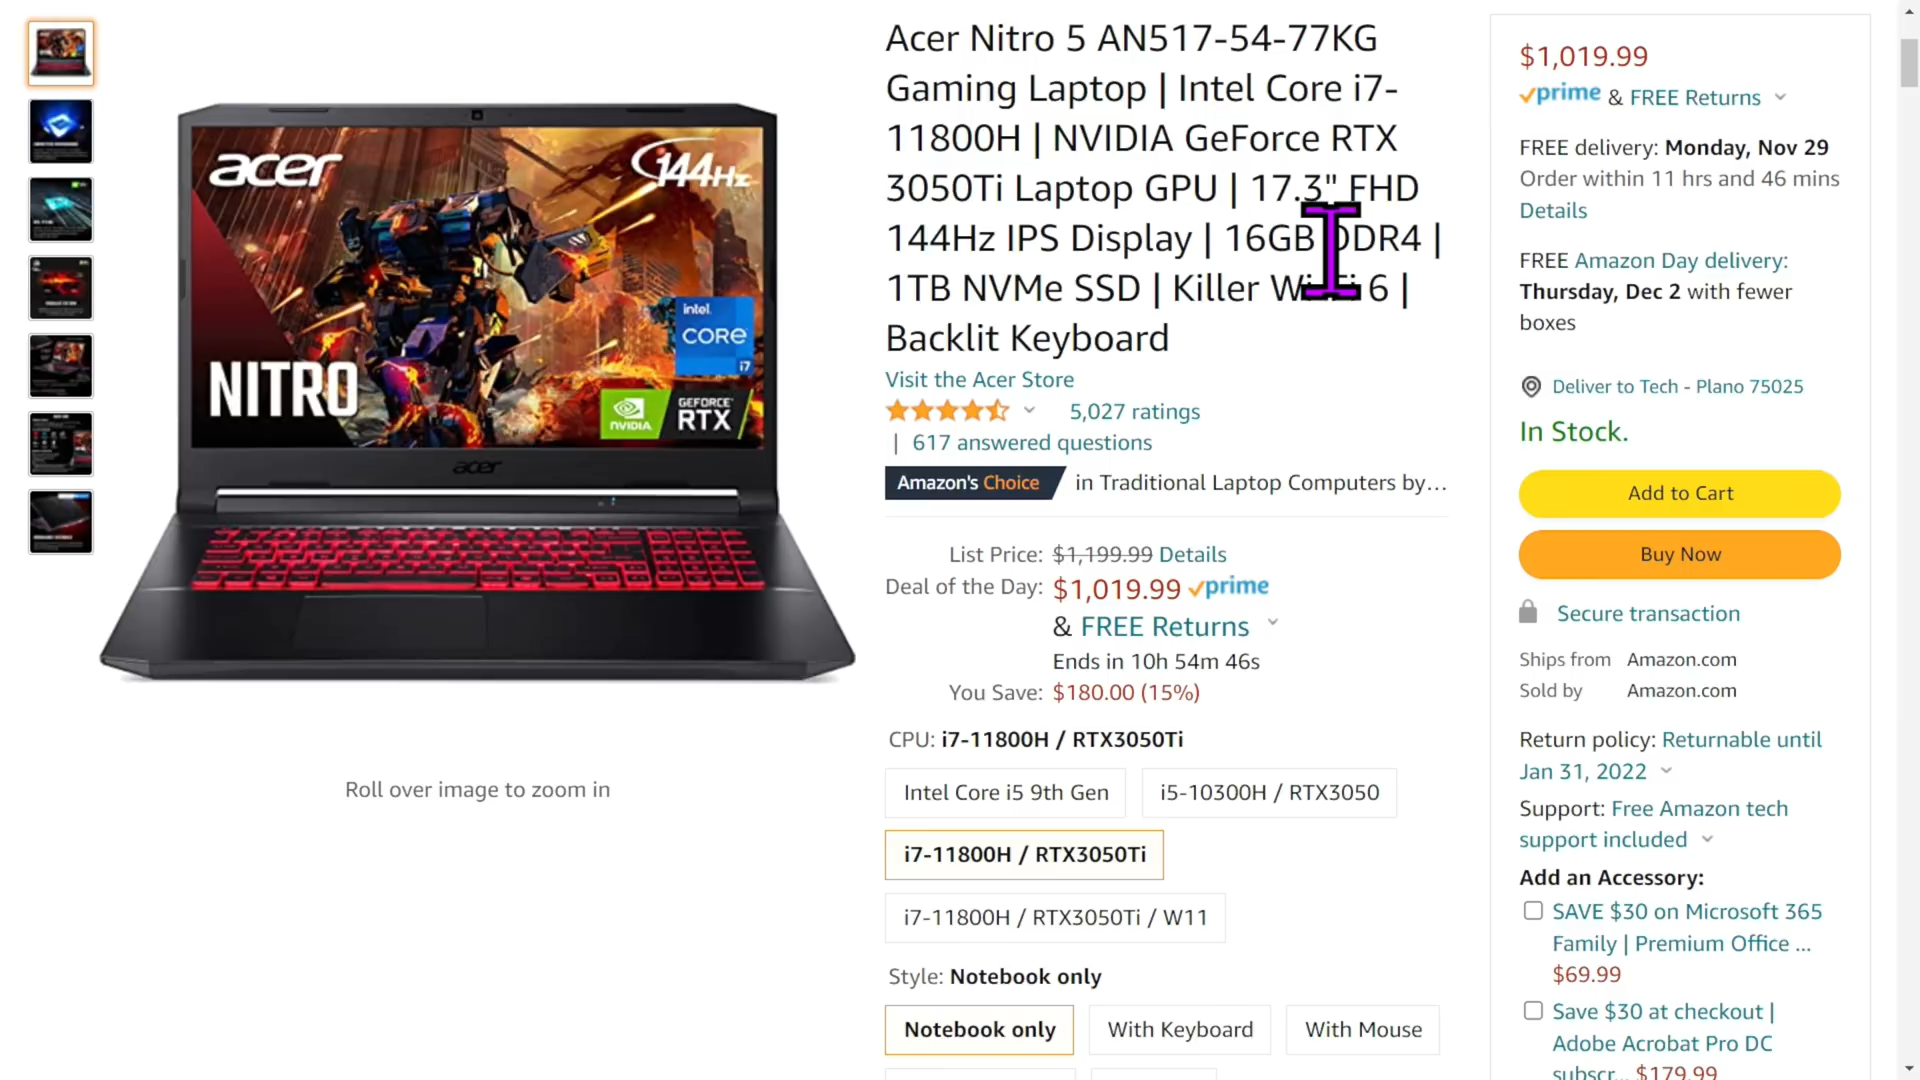 acer
144Hz
intel
CORE
i7
NITRO
NVIDIA
GEFORCE
RTX
acer
Roll over image to zoom in
Acer Nitro 5 AN517-54-77KG
Gaming Laptop | Intel Core i7-
11800H | NVIDIA GeForce RTX
3050Ti Laptop GPU | 17.3" FHD
144Hz IPS Display | 16GB DDR4 |
1TB NVMe SSD | Killer Wi-Fi 6 |
Backlit Keyboard
Visit the Acer Store
5,027 ratings
| 617 answered questions
Amazon's Choice in Traditional Laptop Computers by...
List Price: $1,199.99 Details
Deal of the Day: $1,019.99 prime
& FREE Returns
Ends in 10h 54m 46s
You Save: $180.00 (15%)
CPU: i7-11800H / RTX3050Ti
Intel Core i5 9th Gen
i5-10300H / RTX3050
i7-11800H / RTX3050Ti
i7-11800H / RTX3050Ti / W11
Style: Notebook only
Notebook only
With Keyboard
With Mouse
$1,019.99
prime & FREE Returns
FREE delivery: Monday, Nov 29
Order within 11 hrs and 46 mins
Details
FREE Amazon Day delivery:
Thursday, Dec 2 with fewer
boxes
Deliver to Tech - Plano 75025
In Stock.
Add to Cart
Buy Now
Secure transaction
Ships from Amazon.com
Sold by Amazon.com
Return policy: Returnable until
Jan 31, 2022
Support: Free Amazon tech
support included
Add an Accessory:
SAVE $30 on Microsoft 365
Family | Premium Office ...
$69.99
Save $30 at checkout |
Adobe Acrobat Pro DC
subscr... $179.99